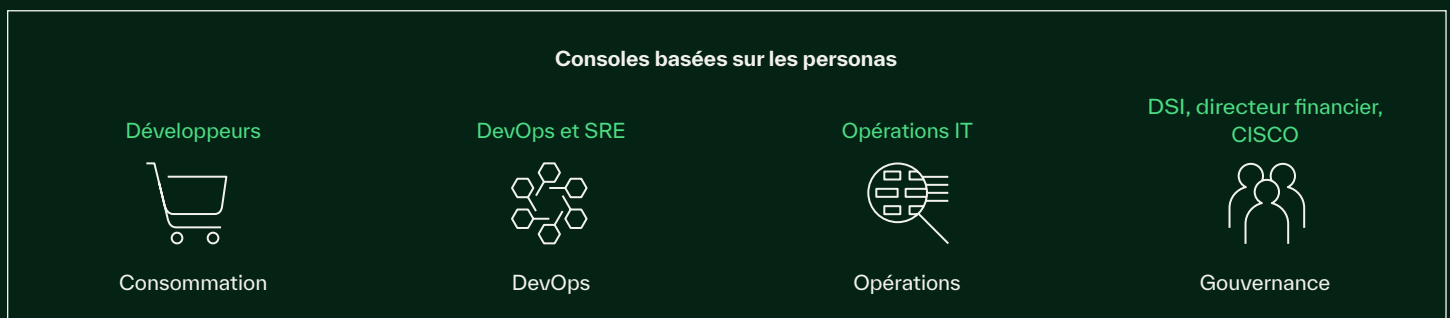 Consoles basées sur les personas
Développeurs
DevOps et SRE
Opérations IT
DSI, directeur financier,
CISCO
Consommation
DevOps
Opérations
Gouvernance